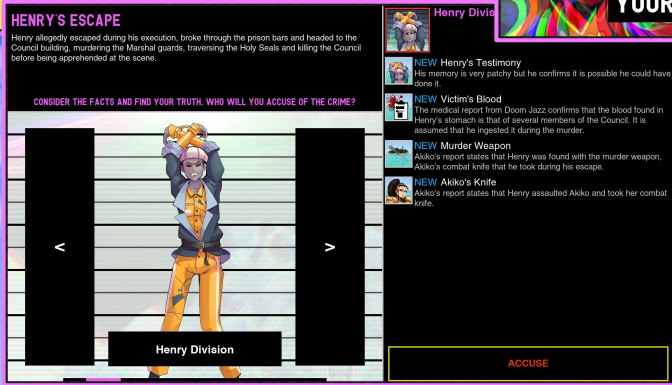 HENRY'S ESCAPE
Henry allegedly escaped during his execution, broke through the prison bars and headed to the
Council building, murdering the Marshal guards, traversing the Holy Seals and killing the Council
before being apprehended at the scene.
CONSIDER THE FACTS AND FIND YOUR TRUTH. WHO WILL YOU ACCUSE OF THE CRIME?
<
>
Henry Division
Henry Divis
YOUR
NEW Henry's Testimony
His memory is very patchy but he confirms it is possible he could have
done it.
NEW Victim's Blood
The medical report from Doom Jazz confirms that the blood found in
Henry's stomach is that of several members of the Council. It is
assumed that he ingested it during the murder.
NEW Murder Weapon
Akiko's report states that Henry was found with the murder weapon,
Akiko's combat knife that he took during his escape.
NEW Akiko's Knife
Akiko's report states that Henry assaulted Akiko and took her combat
knife.
ACCUSE